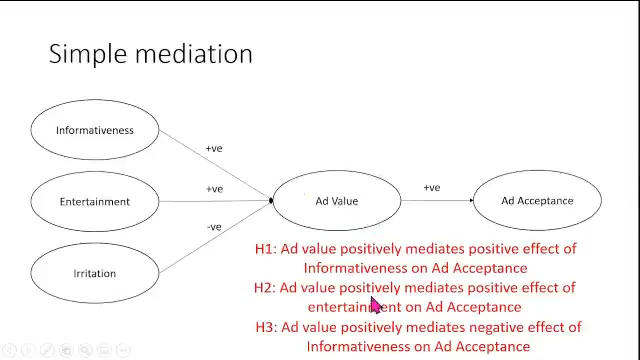 Simple mediation
Informativeness
+ve
Entertainment
+ve
Ad Value
+ve
Ad Acceptance
-ve
Irritation
H1: Ad value positively mediates positive effect of
Informativeness on Ad Acceptance
H2: Ad value positively mediates positive effect of
entertainment on Ad Acceptance
H3: Ad value positively mediates negative effect of
Informativeness on Ad Acceptance